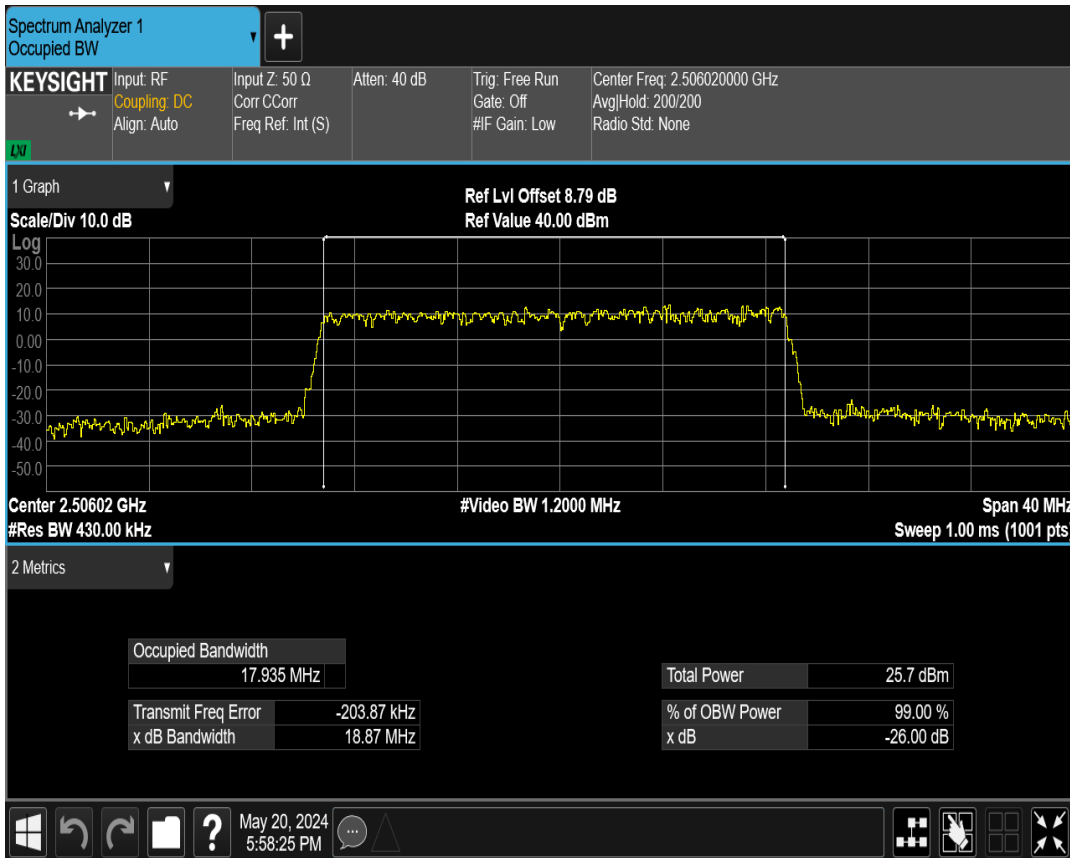 Spectrum Analyzer 1
Occupied BW
KEYSIGHT
LXI
Input: RF
Coupling: DC
Align: Auto
Input Z: 50 Ω
Corr CCorr
Freq Ref: Int (S)
Atten: 40 dB
Trig: Free Run
Gate: Off
#IF Gain: Low
Center Freq: 2.506020000 GHz
Avg|Hold: 200/200
Radio Std: None
1 Graph
Scale/Div 10.0 dB
Ref Lvl Offset 8.79 dB
Ref Value 40.00 dBm
Log
30.0
20.0
10.0
0.00
-10.0
-20.0
-30.0
-40.0
-50.0
Center 2.50602 GHz
#Video BW 1.2000 MHz
Span 40 MHz
#Res BW 430.00 kHz
Sweep 1.00 ms (1001 pts)
2 Metrics
Occupied Bandwidth
17.935 MHz
Total Power 25.7 dBm
Transmit Freq Error -203.87 kHz
% of OBW Power 99.00 %
x dB Bandwidth 18.87 MHz
x dB -26.00 dB
May 20, 2024
5:58:25 PM